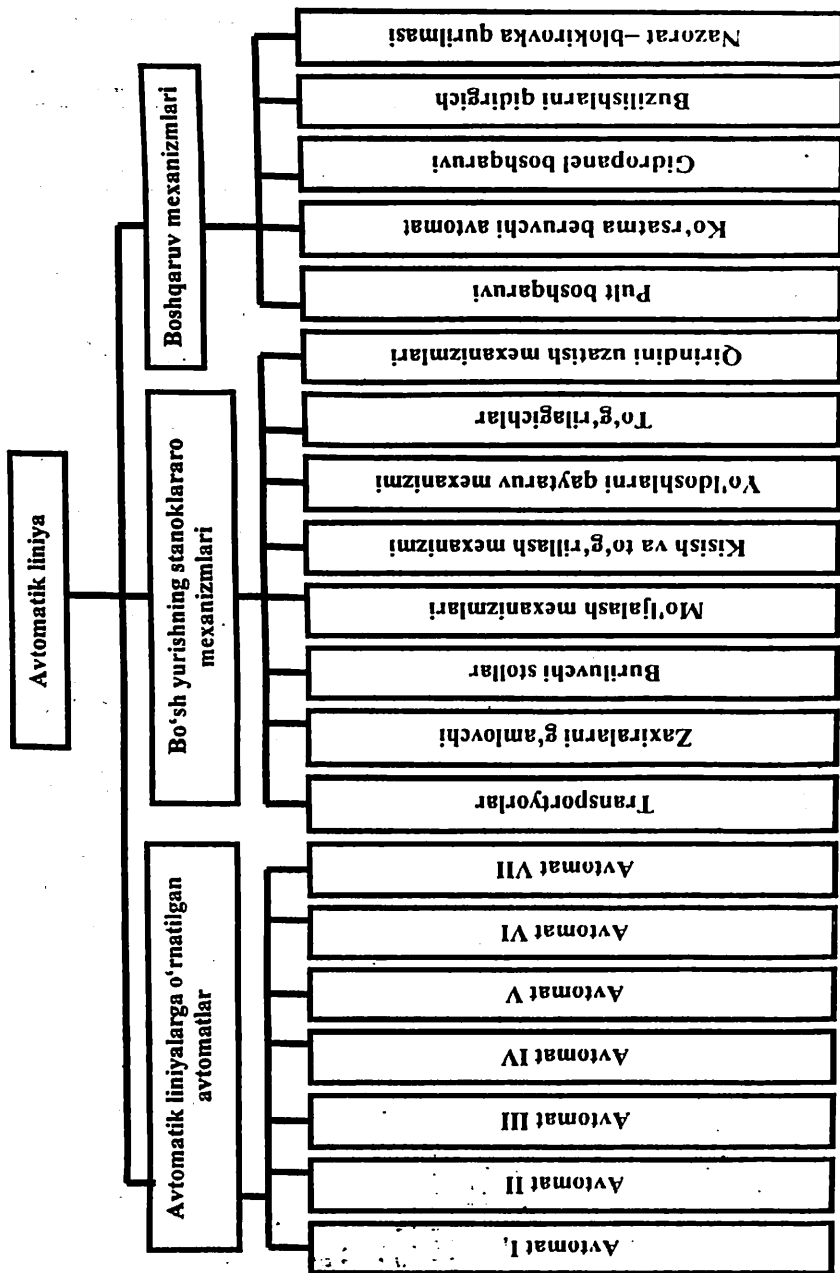 Avtomatik liniya
Avtomatik liniyalarga o‘rnatilgan
avtomatlar
Bo‘sh yurishning stanoklararo
mexanizmlari
Boshqaruv mexanizmlari
Avtomat I,
Avtomat II
Avtomat III
Avtomat IV
Avtomat V
Avtomat VI
Avtomat VII
Transportyorlar
Zaxiralarni g‘amlovchi
Buriluvchi stollar
Mo‘ljalash mexanizmlari
Kisish va to‘g‘rillash mexanizmi
Yo‘ldoshlarni qaytaruv mexanizmi
To‘g‘rilagichlar
Qirindini uzatish mexanizmlari
Pult boshqaruvi
Ko‘rsatma beruvchi avtomat
Gidropanel boshqaruvi
Buzilishlarni qidirgich
Nazorat –blokirovka qurilmasi